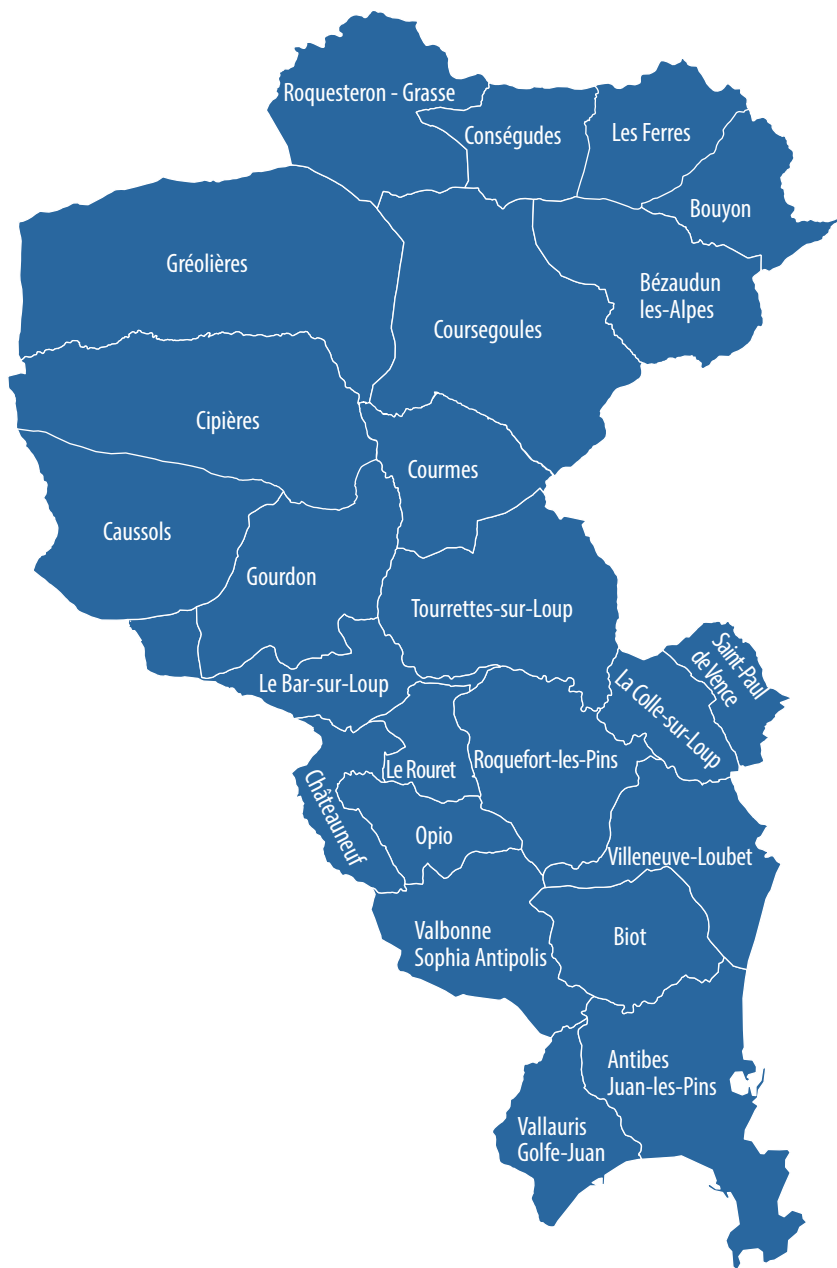 Roquesteron - Grasse
Conségudes
Les Ferres
Bouyon
Gréolières
Bézaudun
les-Alpes
Coursegoules
Cipières
Courmes
Caussols
Gourdon
Tourrettes-sur-Loup
Saint-Paul
de Vence
Le Bar-sur-Loup
La Colle-sur-Loup
Le Rouret
Roquefort-les-Pins
Châteauneuf
Opio
Villeneuve-Loubet
Valbonne
Sophia Antipolis
Biot
Antibes
Juan-les-Pins
Vallauris
Golfe-Juan